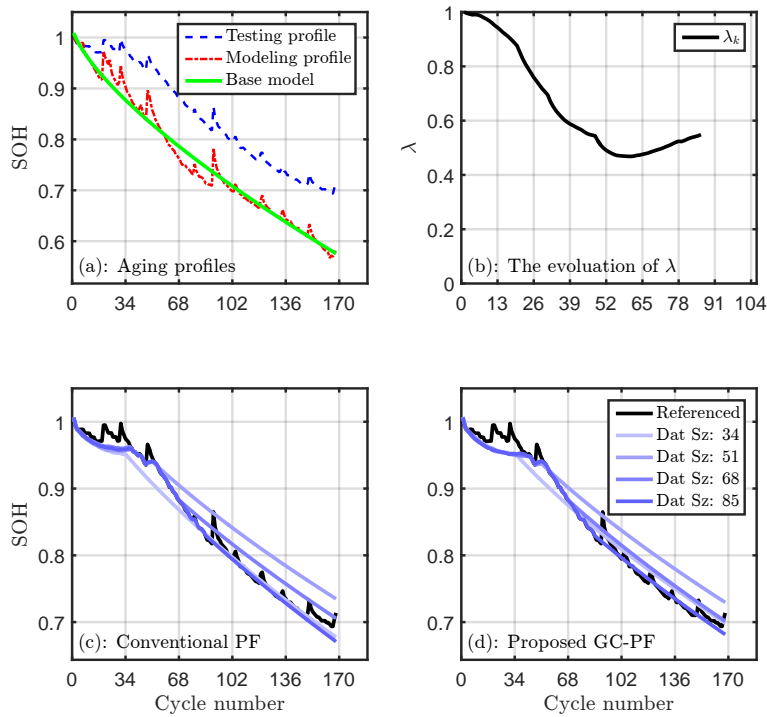 Testing profile
Modeling profile
Base model
1
0.9
0.8
0.7
0.6
SOH
(a): Aging profiles
0 34 68 102 136 170
λk
1
0.8
0.6
0.4
0.2
0
λ
(b): The evoluation of λ
0 13 26 39 52 65 78 91 104
1
0.9
0.8
0.7
SOH
(c): Conventional PF
0 34 68 102 136 170
Cycle number
Referenced
Dat Sz: 34
Dat Sz: 51
Dat Sz: 68
Dat Sz: 85
1
0.9
0.8
0.7
(d): Proposed GC-PF
0 34 68 102 136 170
Cycle number